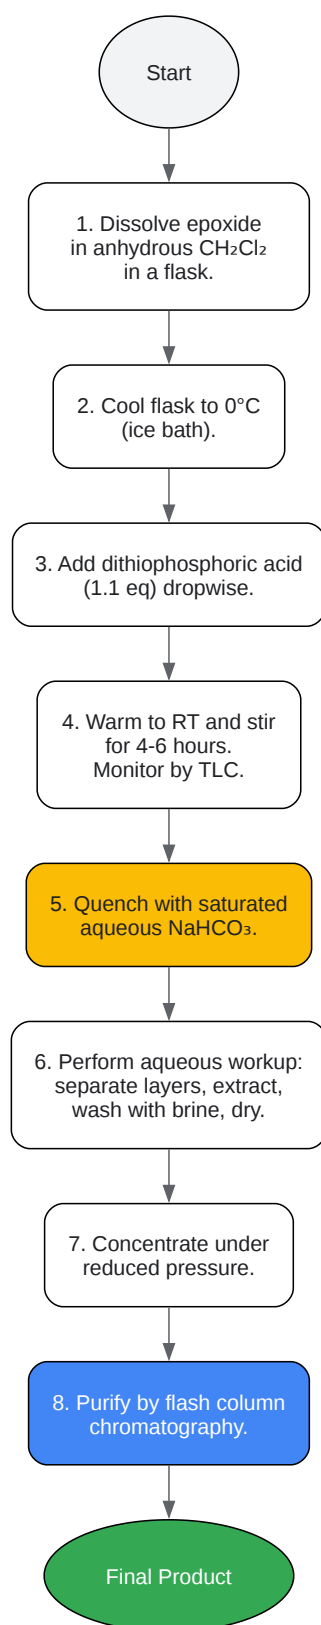 Start
1. Dissolve epoxide
in anhydrous CH₂Cl₂
in a flask.
2. Cool flask to 0°C
(ice bath).
3. Add dithiophosphoric acid
(1.1 eq) dropwise.
4. Warm to RT and stir
for 4-6 hours.
Monitor by TLC.
5. Quench with saturated
aqueous NaHCO₃.
6. Perform aqueous workup:
separate layers, extract,
wash with brine, dry.
7. Concentrate under
reduced pressure.
8. Purify by flash column
chromatography.
Final Product